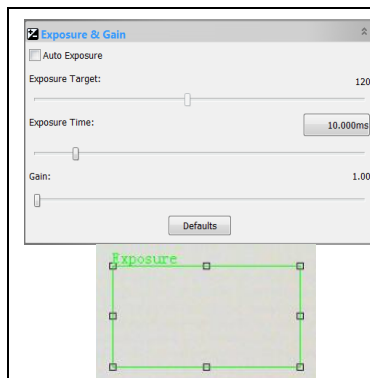 Exposure & Gain
Auto Exposure
Exposure Target:
120
Exposure Time:
10.000ms
Gain:
1.00
Defaults
Exposure